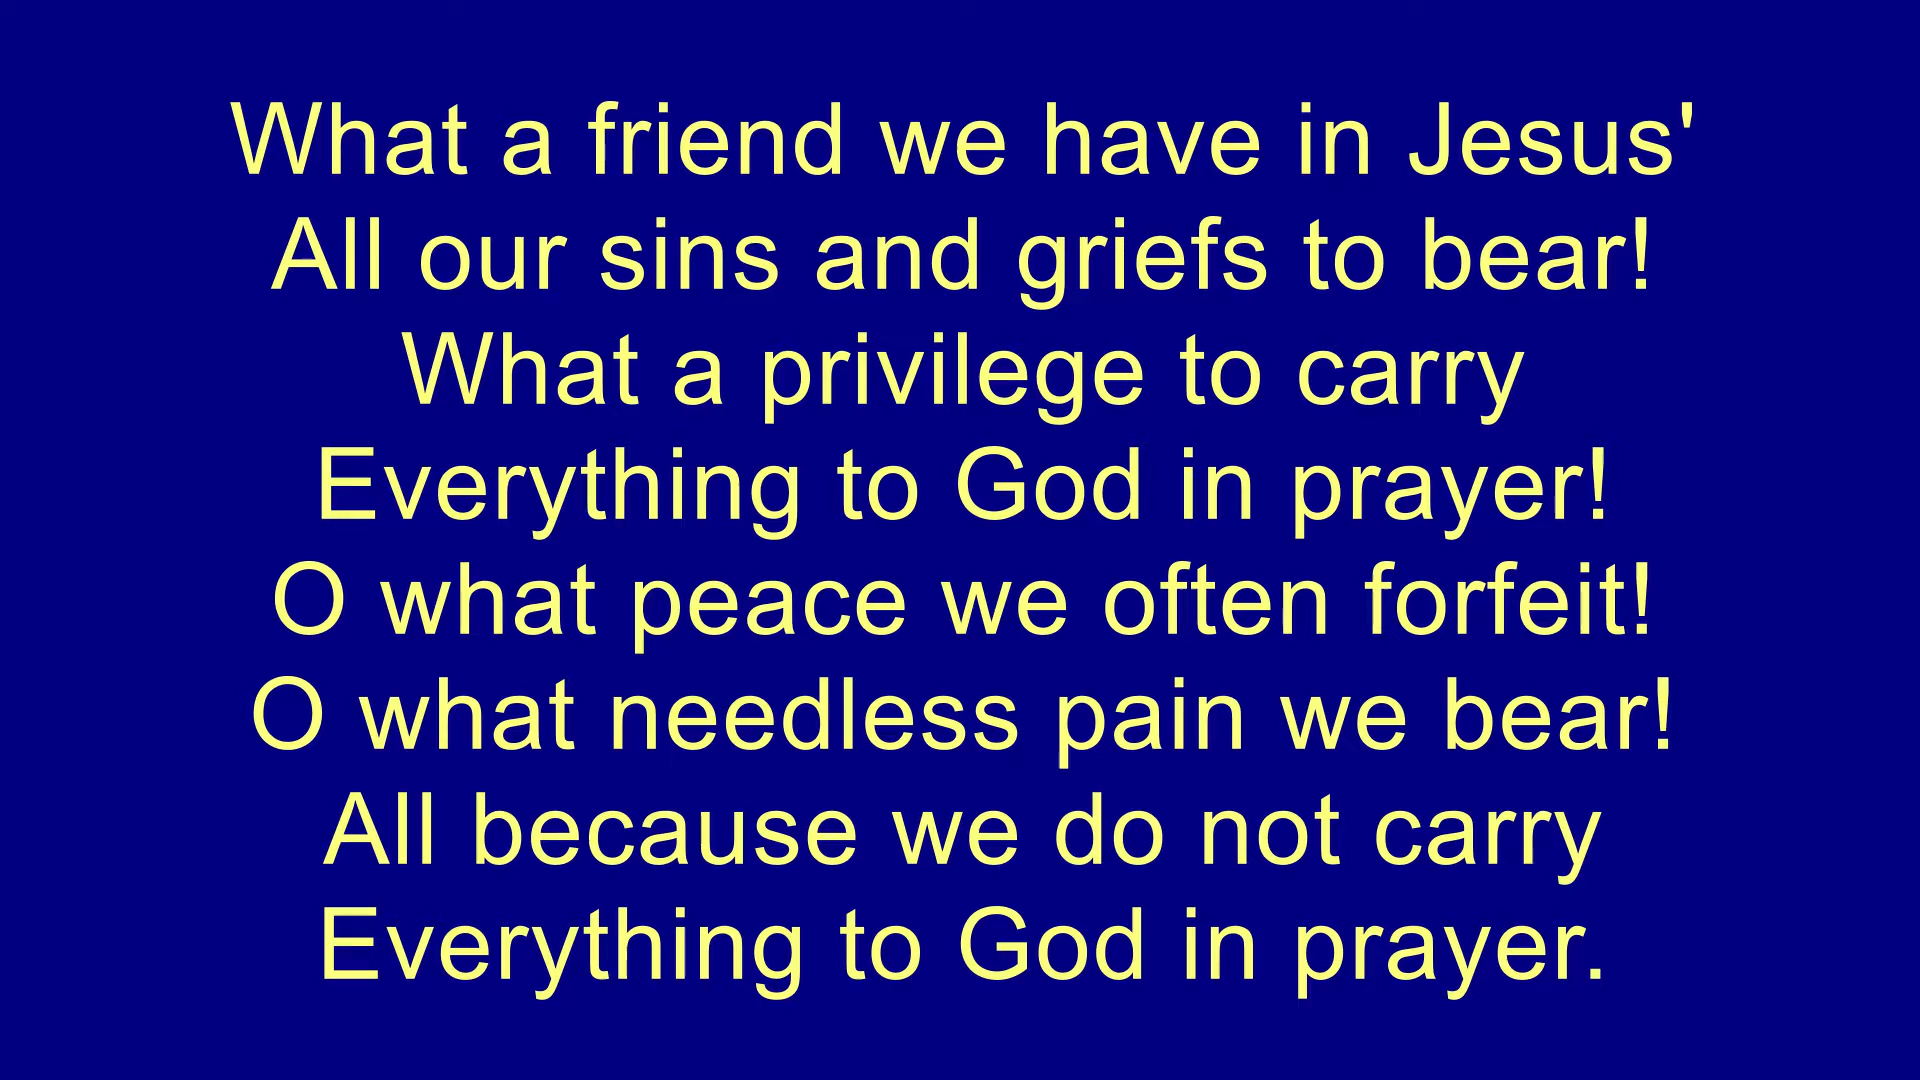 What a friend we have in Jesus'
All our sins and griefs to bear!
What a privilege to carry
Everything to God in prayer!
O what peace we often forfeit!
O what needless pain we bear!
All because we do not carry
Everything to God in prayer.